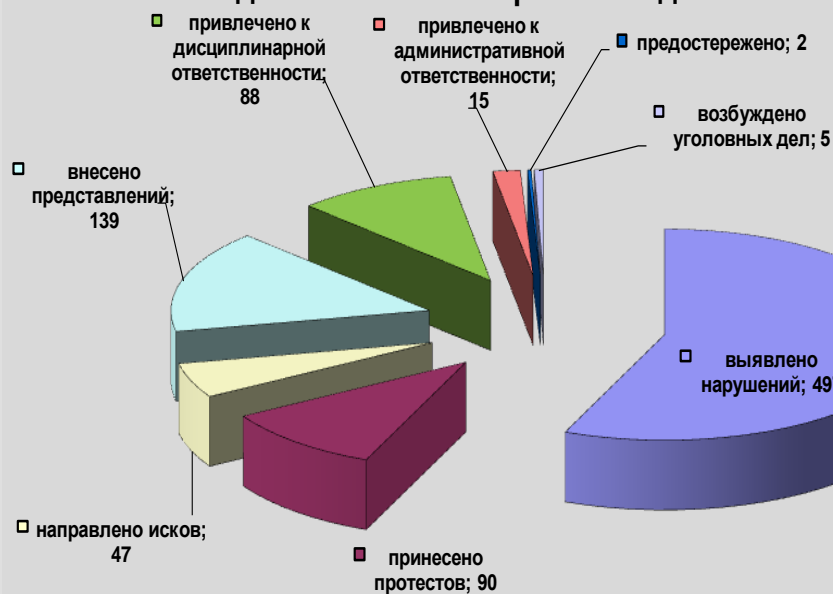 привлечено к
дисциплинарной
ответственности;
88
привлечено к
административной
ответственности;
15
предостережено; 2
возбуждено
уголовных дел; 5
внесено
представлений;
139
выявлено
нарушений;
направлено исков;
47
принесено
протестов; 90